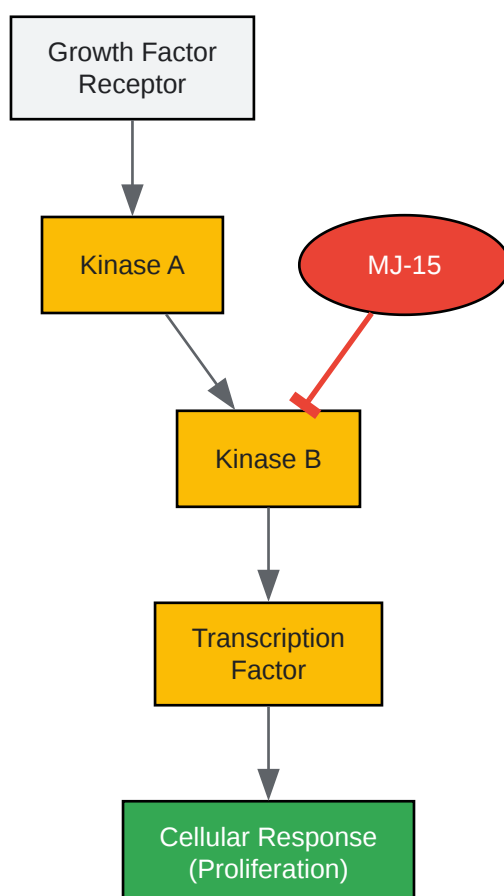 Growth Factor
Receptor
Kinase A
MJ-15
Kinase B
Transcription
Factor
Cellular Response
(Proliferation)